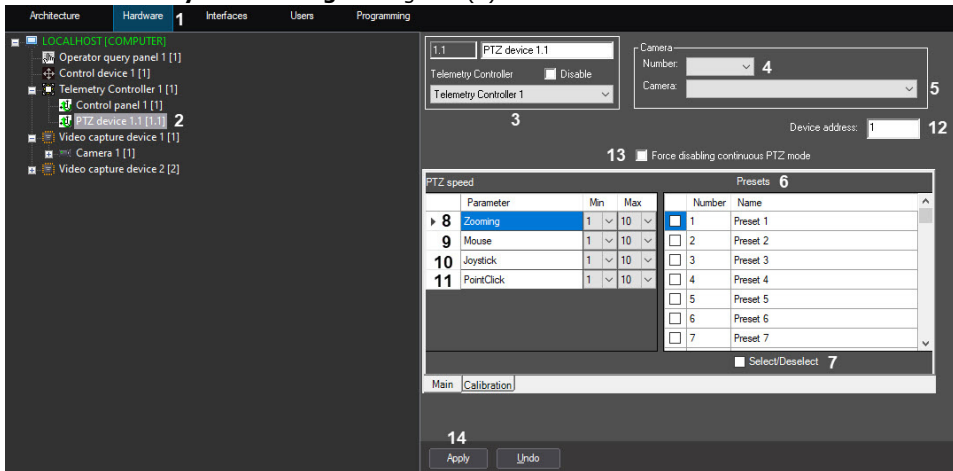 Architecture Hardware 1 Interfaces Users Programming
LOCALHOST [COMPUTER]
Operator query panel 1 [1]
Control device 1 [1]
Telemetry Controller 1 [1]
Control panel 1 [1]
PTZ device 1.1 [1.1] 2
Video capture device 1 [1]
Camera 1 [1]
Video capture device 2 [2]
1.1 PTZ device 1.1
Telemetry Controller Disable
Telemetry Controller 1
3
Camera
Number: 4
Camera: 5
Device address: 1 12
13 Force disabling continuous PTZ mode
PTZ speed
Parameter Min Max
8 Zooming 1 10
9 Mouse 1 10
10 Joystick 1 10
11 PointClick 1 10
Presets 6
Number Name
1 Preset 1
2 Preset 2
3 Preset 3
4 Preset 4
5 Preset 5
6 Preset 6
7 Preset 7
Select/Deselect 7
Main Calibration
14
Apply Undo